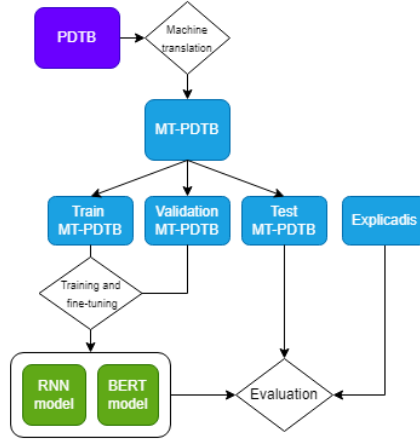 PDTB
Machine
translation
MT-PDTB
Train
MT-PDTB
Validation
MT-PDTB
Test
MT-PDTB
Explicadis
Training and
fine-tuning
RNN
model
BERT
model
Evaluation